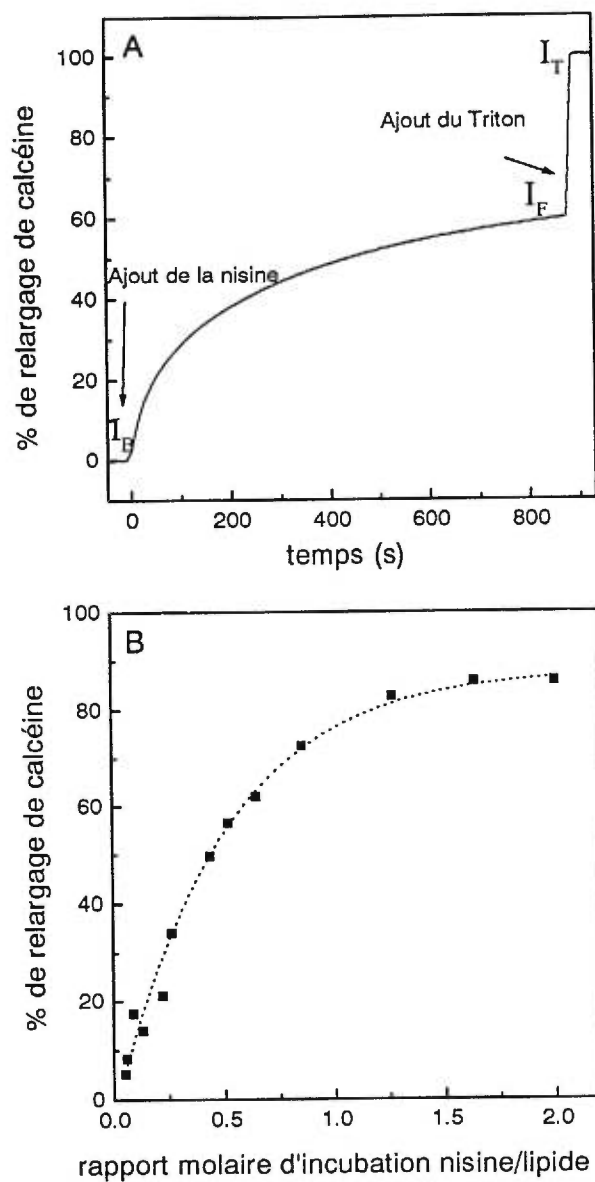 A
% de relargage de calcéine
100
80
60
40
20
0
I_T
Ajout du Triton
I_F
Ajout de la nisine
I_B
0 200 400 600 800
temps (s)
B
% de relargage de calcéine
100
80
60
40
20
0
0.0 0.5 1.0 1.5 2.0
rapport molaire d'incubation nisine/lipide